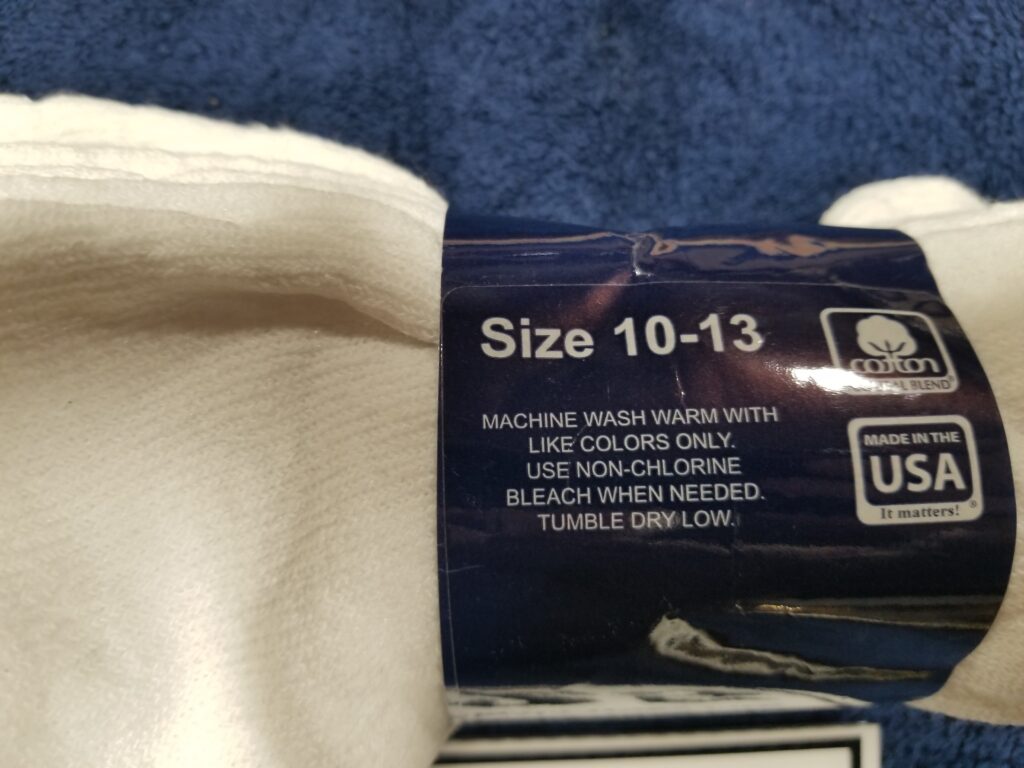 Size 10-13
cotton
BLEND
MACHINE WASH WARM WITH
LIKE COLORS ONLY.
USE NON-CHLORINE
BLEACH WHEN NEEDED.
TUMBLE DRY LOW.
MADE IN THE
USA
It matters!